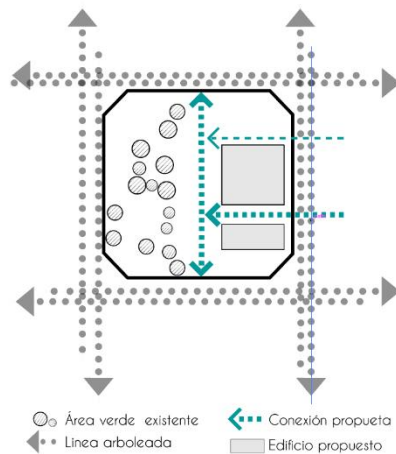 Área verde existente
Conexión propueta
Linea arboleada
Edificio propuesto